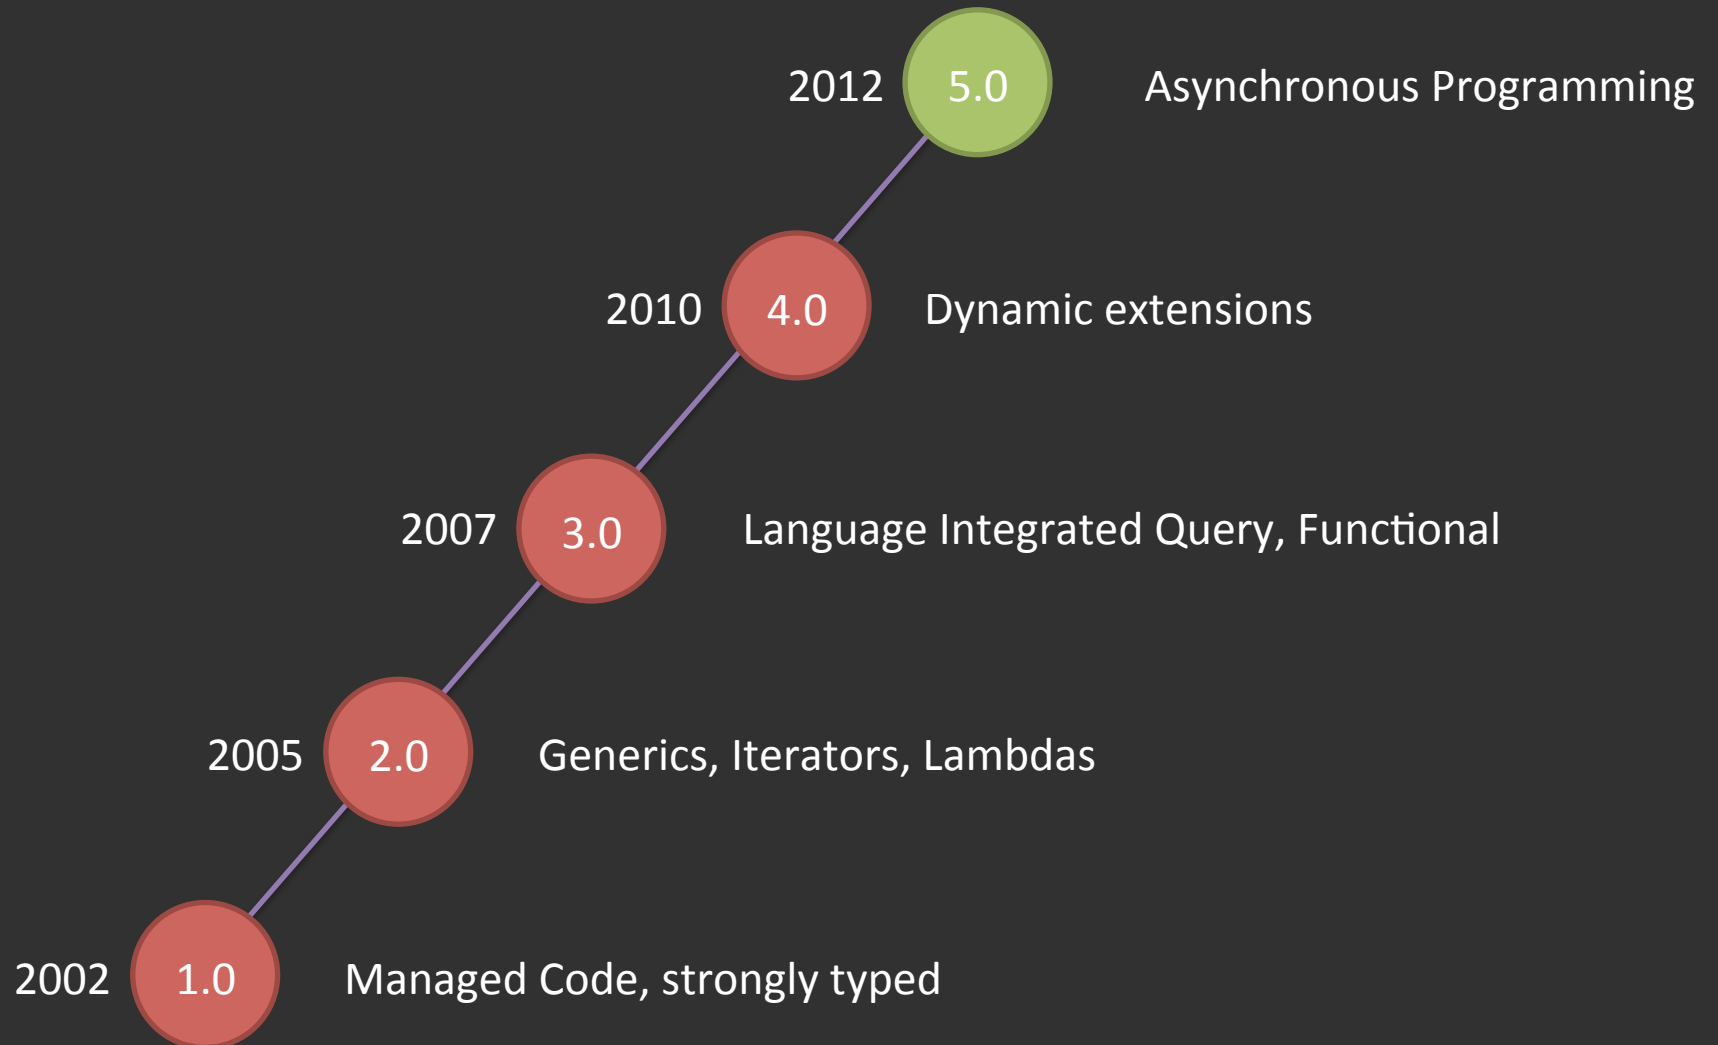 2012 5.0 Asynchronous Programming
2010 4.0 Dynamic extensions
2007 3.0 Language Integrated Query, Functional
2005 2.0 Generics, Iterators, Lambdas
2002 1.0 Managed Code, strongly typed